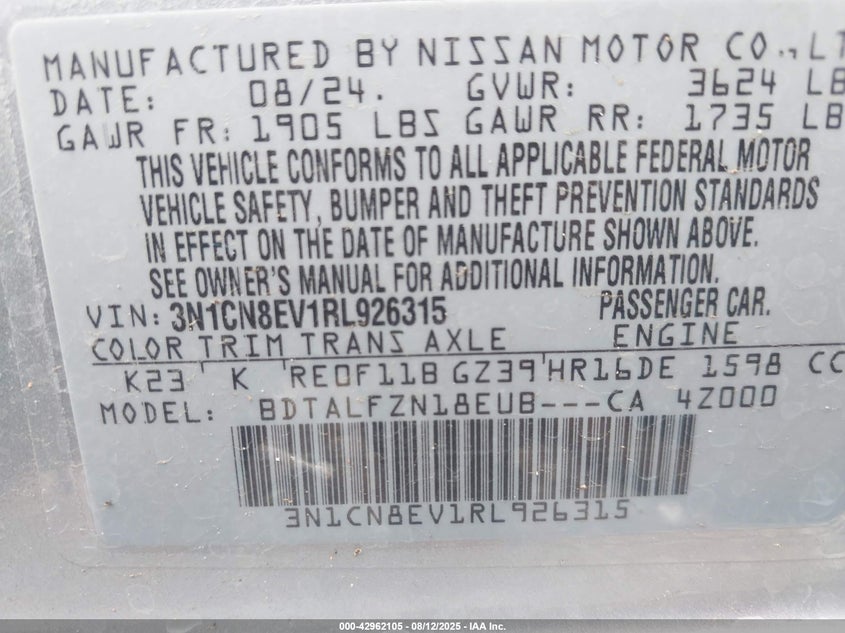 MANUFACTURED BY NISSAN MOTOR CO., LT
DATE: 08/24. GVWR: 3624 LB
GAWR FR: 1905 LBS GAWR RR: 1735 LB
THIS VEHICLE CONFORMS TO ALL APPLICABLE FEDERAL MOTOR
VEHICLE SAFETY, BUMPER AND THEFT PREVENTION STANDARDS
IN EFFECT ON THE DATE OF MANUFACTURE SHOWN ABOVE.
SEE OWNER'S MANUAL FOR ADDITIONAL INFORMATION.
VIN: 3N1CN8EV1RL926315 PASSENGER CAR.
COLOR TRIM TRANS AXLE ENGINE
K23 K RE0F11B GZ39 HR16DE 1598 CC
MODEL: BDTALFZN18EUB---CA 4Z000
3N1CN8EV1RL926315
000-42962105 - 08/12/2025 - IAA Inc.